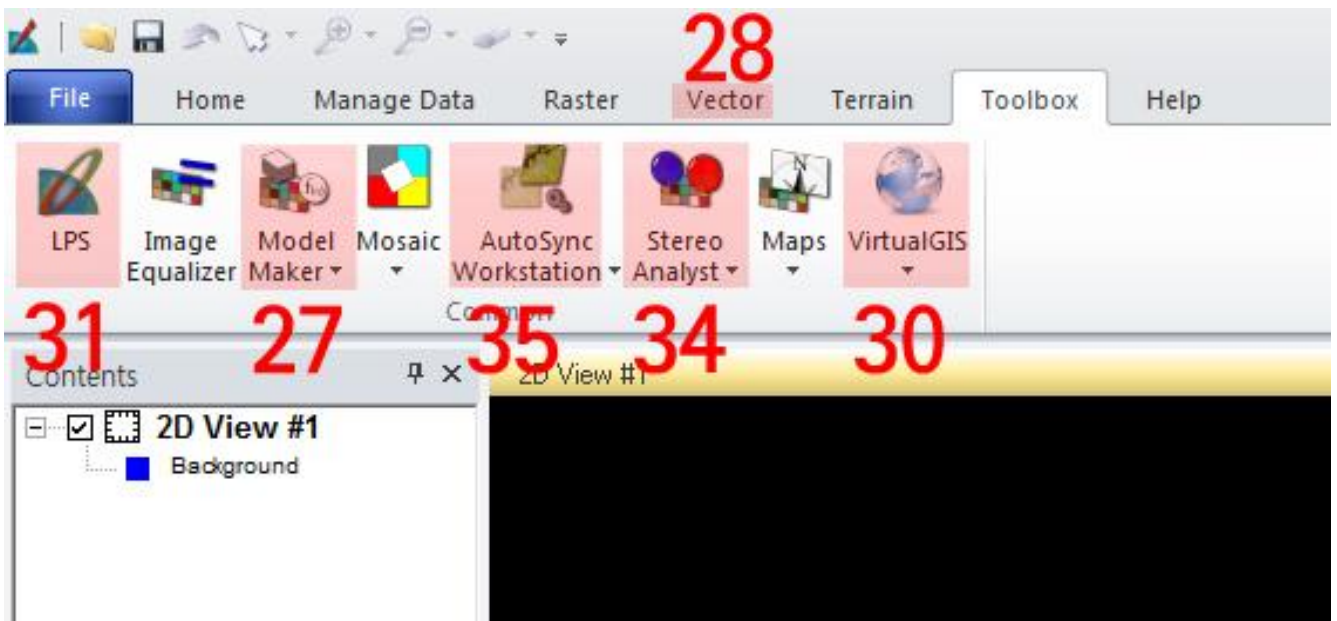 28
File Home Manage Data Raster Vector Terrain Toolbox Help
LPS Image Equalizer Model Maker Mosaic AutoSync Workstation Stereo Analyst Maps VirtualGIS
Common
31 27 35 34 30
Contents 2D View #1
2D View #1
Background